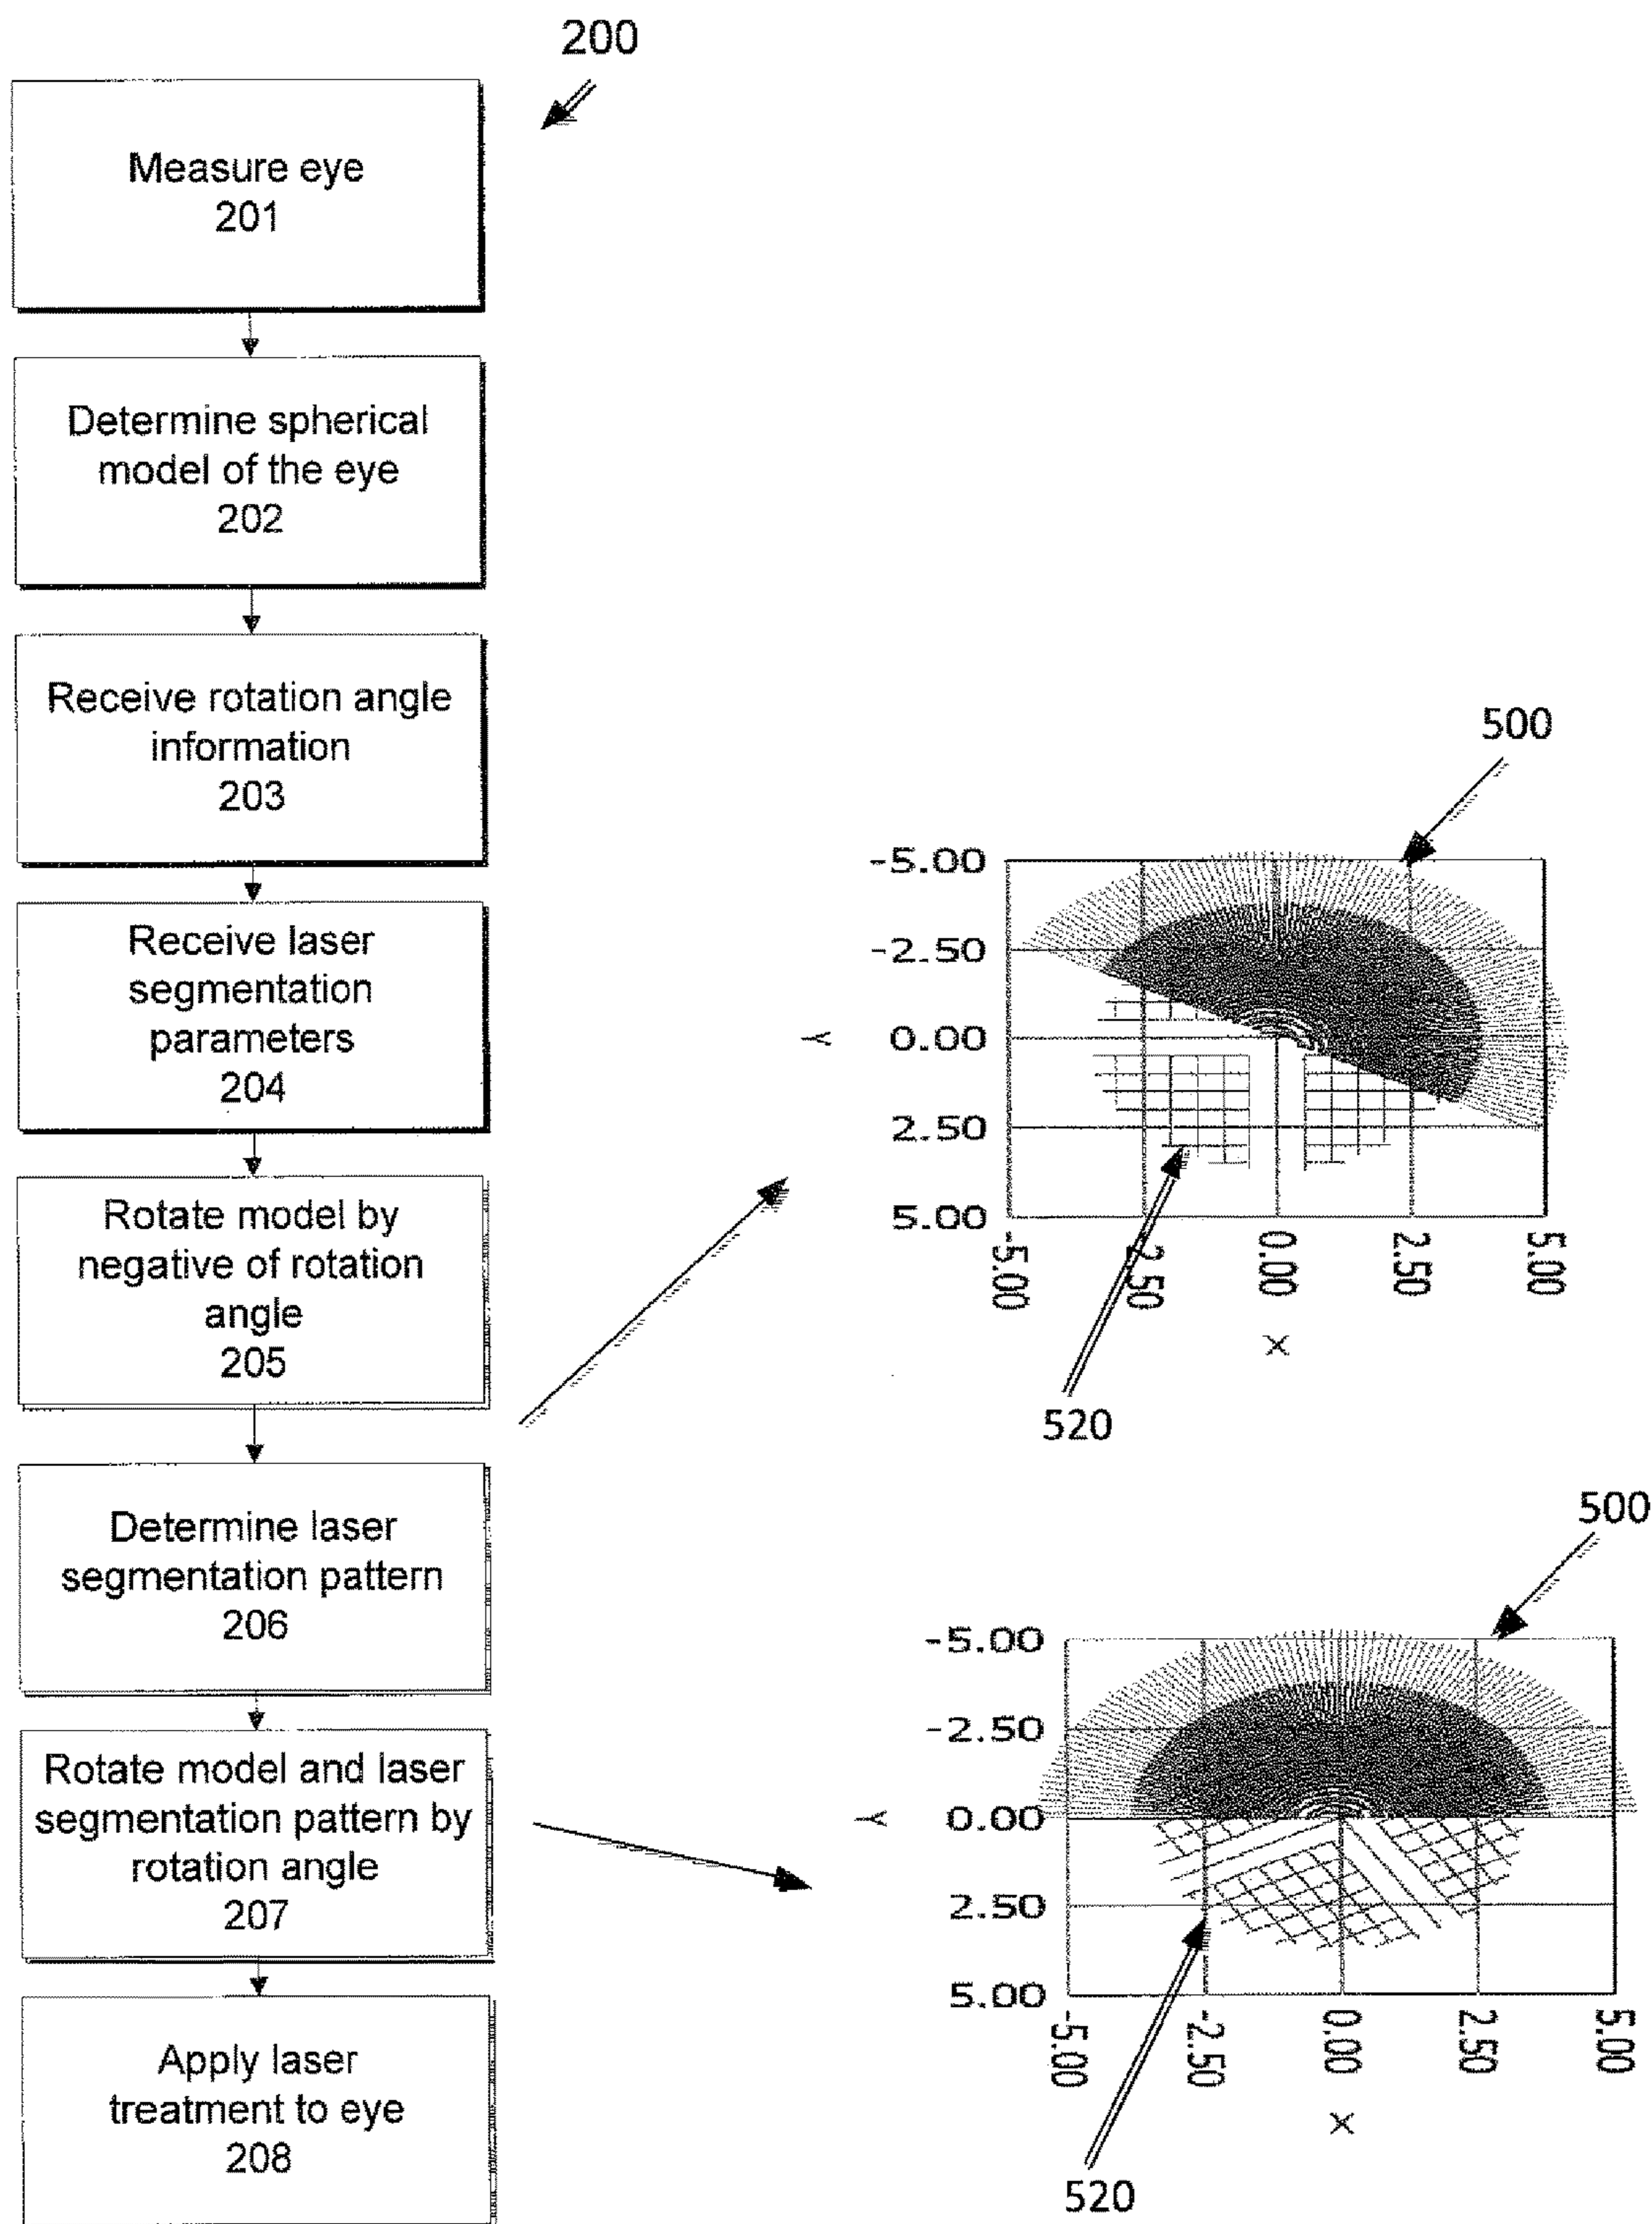 200
Measure eye
201
Determine spherical
model of the eye
202
Receive rotation angle
information
203
Receive laser
segmentation
parameters
204
Rotate model by
negative of rotation
angle
205
Determine laser
segmentation pattern
206
Rotate model and laser
segmentation pattern by
rotation angle
207
Apply laser
treatment to eye
208
500
-5.00
-2.50
0.00
2.50
5.00
Y
-5.00
2.50
0.00
2.50
5.00
X
520
500
-5.00
-2.50
0.00
2.50
5.00
Y
-5.00
-2.50
0.00
2.50
5.00
X
520